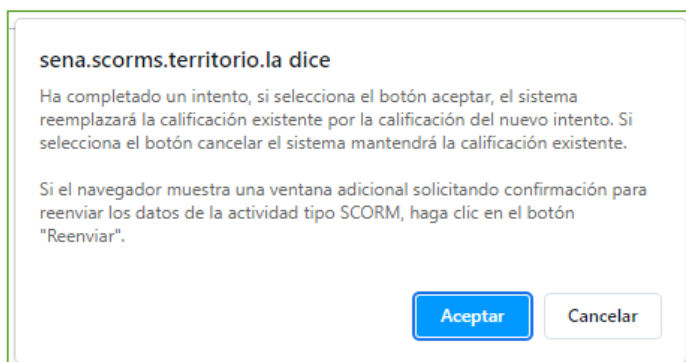 sena.scorms.territorio.la dice
Ha completado un intento, si selecciona el botón aceptar, el sistema
reemplazará la calificación existente por la calificación del nuevo intento. Si
selecciona el botón cancelar el sistema mantendrá la calificación existente.
Si el navegador muestra una ventana adicional solicitando confirmación para
reenviar los datos de la actividad tipo SCORM, haga clic en el botón
"Reenviar".
Aceptar Cancelar